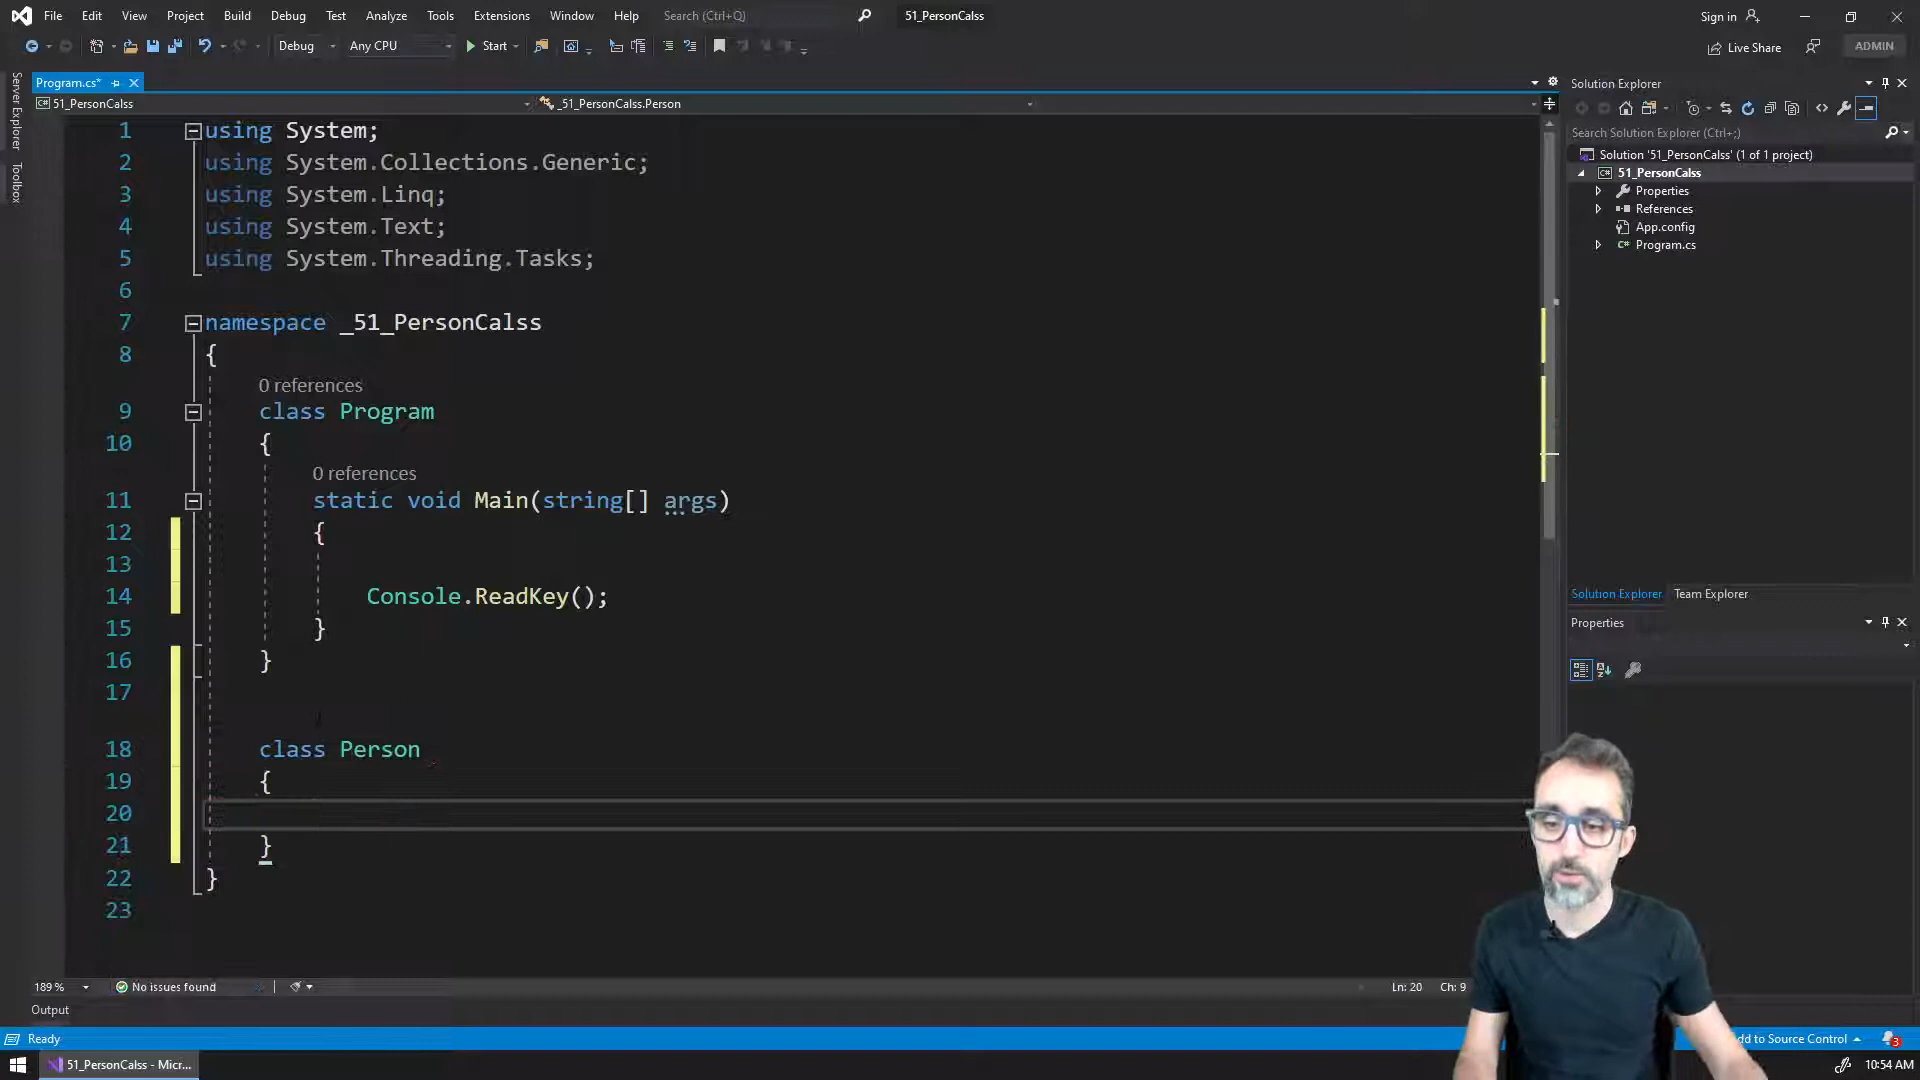 File Edit View Project Build Debug Test Analyze Tools Extensions Window Help Search (Ctrl+Q) 51_PersonCalss Sign in
Debug Any CPU Start Live Share ADMIN
Server Explorer
Toolbox
Program.cs*
51_PersonCalss _51_PersonCalss.Person
1 using System;
2 using System.Collections.Generic;
3 using System.Linq;
4 using System.Text;
5 using System.Threading.Tasks;
6
7 namespace _51_PersonCalss
8 {
0 references
9 class Program
10 {
0 references
11 static void Main(string[] args)
12 {
13
14 Console.ReadKey();
15 }
16 }
17
18 class Person
19 {
20
21 }
22 }
23
189 % No issues found Ln: 20 Ch: 9
Output
Ready
Solution Explorer
Search Solution Explorer (Ctrl+;)
Solution '51_PersonCalss' (1 of 1 project)
51_PersonCalss
Properties
References
App.config
Program.cs
Solution Explorer Team Explorer
Properties
dd to Source Control 3
51_PersonCalss - Micr... 10:54 AM